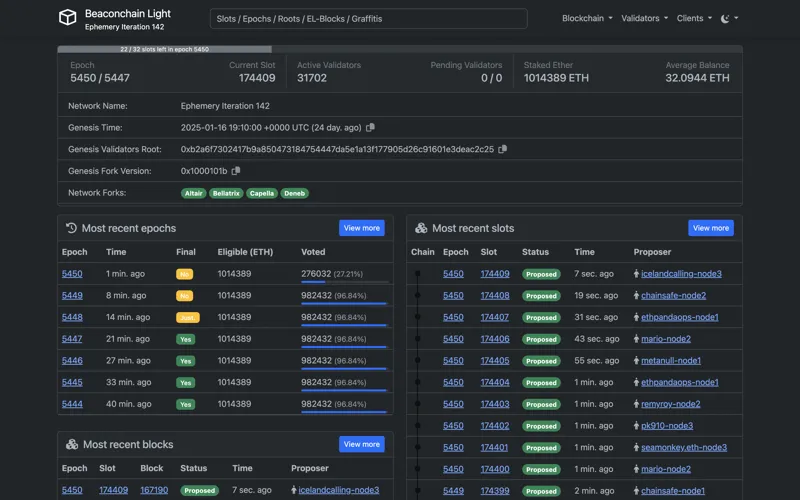 Beaconchain Light
Ephemery Iteration 142
Slots / Epochs / Roots / EL-Blocks / Graffitis
Blockchain Validators Clients
22 / 32 slots left in epoch 5450
Epoch Current Slot Active Validators Pending Validators Staked Ether Average Balance
5450 / 5447 174409 31702 0 / 0 1014389 ETH 32.0944 ETH
Network Name: Ephemery Iteration 142
Genesis Time: 2025-01-16 19:10:00 +0000 UTC (24 day. ago)
Genesis Validators Root: 0xb2a6f7302417b9a850473184754447da5e1a13f177905d26c91601e3deac2c25
Genesis Fork Version: 0x1000101b
Network Forks: Altair Bellatrix Capella Deneb
Most recent epochs View more
Epoch Time Final Eligible (ETH) Voted
5450 1 min. ago No 1014389 276032 (27.21%)
5449 8 min. ago No 1014389 982432 (96.84%)
5448 14 min. ago Just. 1014389 982432 (96.84%)
5447 21 min. ago Yes 1014389 982432 (96.84%)
5446 27 min. ago Yes 1014389 982432 (96.84%)
5445 33 min. ago Yes 1014389 982432 (96.84%)
5444 40 min. ago Yes 1014389 982432 (96.84%)
Most recent blocks View more
Epoch Slot Block Status Time Proposer
5450 174409 167190 Proposed 7 sec. ago icelandcalling-node3
Most recent slots View more
Chain Epoch Slot Status Time Proposer
5450 174409 Proposed 7 sec. ago icelandcalling-node3
5450 174408 Proposed 19 sec. ago chainsafe-node2
5450 174407 Proposed 31 sec. ago ethpandaops-node1
5450 174406 Proposed 43 sec. ago mario-node2
5450 174405 Proposed 55 sec. ago metanull-node1
5450 174404 Proposed 1 min. ago ethpandaops-node1
5450 174403 Proposed 1 min. ago remyroy-node2
5450 174402 Proposed 1 min. ago pk910-node3
5450 174401 Proposed 1 min. ago seamonkey.eth-node3
5450 174400 Proposed 1 min. ago mario-node2
5449 174399 Proposed 2 min. ago chainsafe-node1